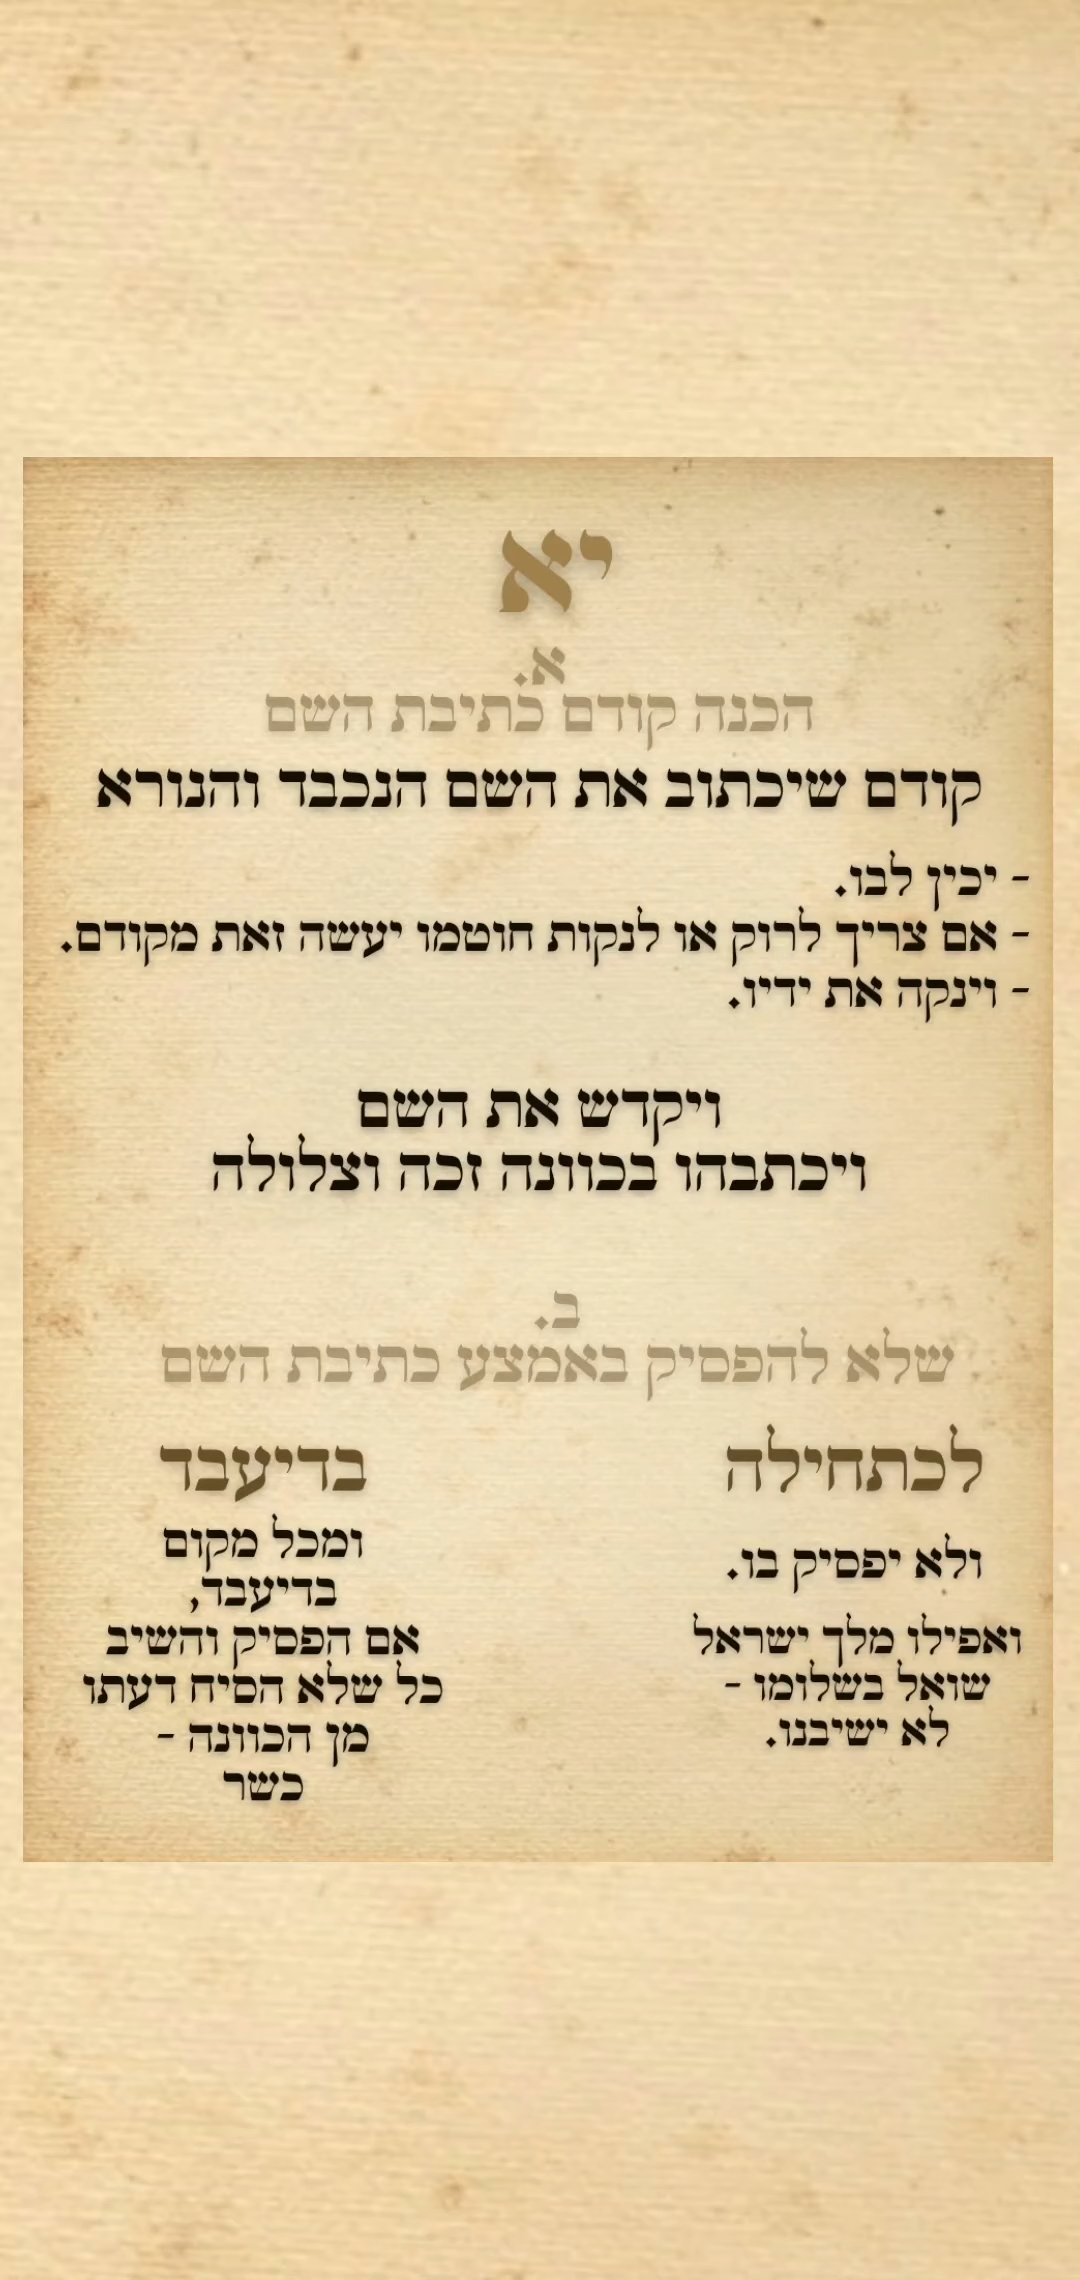 יא
א.
הכנה קודם כתיבת השם
קודם שיכתוב את השם הנכבד והנורא
- יכין לבו.
- אם צריך לרוק או לנקות חוטמו יעשה זאת מקודם.
- וינקה את ידיו.
ויקדש את השם
ויכתבהו בכוונה זכה וצלולה
ב.
שלא להפסיק באמצע כתיבת השם
לכתחילה
ולא יפסיק בו.
ואפילו מלך ישראל
שואל בשלומו -
לא ישיבנו.
בדיעבד
ומכל מקום
בדיעבד,
אם הפסיק והשיב
כל שלא הסיח דעתו
מן הכוונה -
כשר